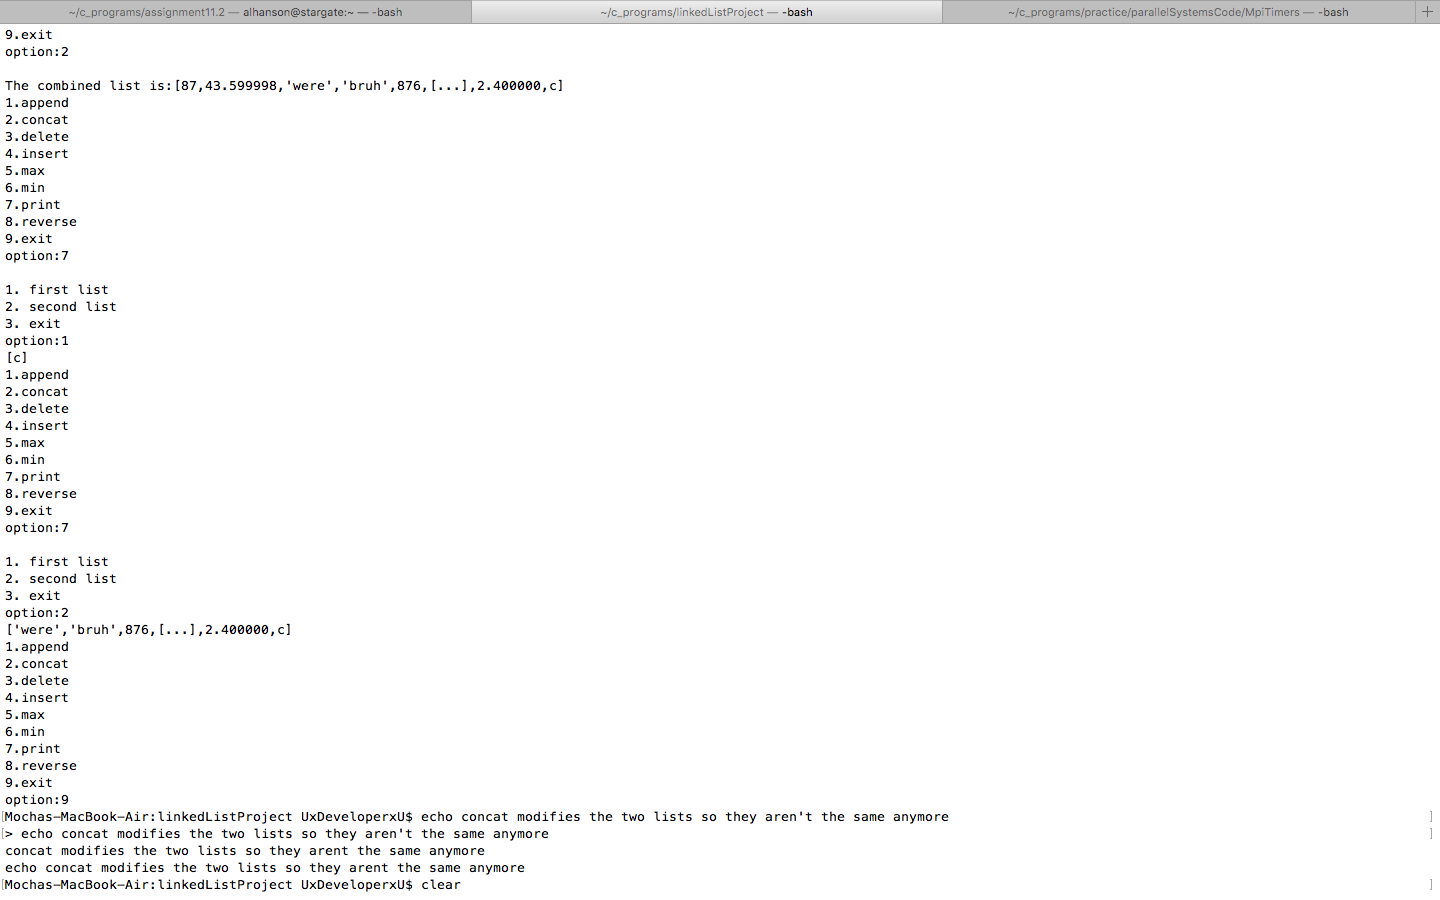 ~/c_programs/assignment11.2 — alhanson@stargate:~ — -bash
~/c_programs/linkedListProject — -bash
~/c_programs/practice/parallelSystemsCode/MpiTimers — -bash
+
9.exit
option:2
The combined list is:[87,43.599998,'were','bruh',876,[...],2.400000,c]
1.append
2.concat
3.delete
4.insert
5.max
6.min
7.print
8.reverse
9.exit
option:7
1. first list
2. second list
3. exit
option:1
[c]
1.append
2.concat
3.delete
4.insert
5.max
6.min
7.print
8.reverse
9.exit
option:7
1. first list
2. second list
3. exit
option:2
['were','bruh',876,[...],2.400000,c]
1.append
2.concat
3.delete
4.insert
5.max
6.min
7.print
8.reverse
9.exit
option:9
[Mochas-MacBook-Air:linkedListProject UxDeveloperxU$ echo concat modifies the two lists so they aren't the same anymore ]
[> echo concat modifies the two lists so they aren't the same anymore ]
concat modifies the two lists so they arent the same anymore
echo concat modifies the two lists so they arent the same anymore
[Mochas-MacBook-Air:linkedListProject UxDeveloperxU$ clear ]